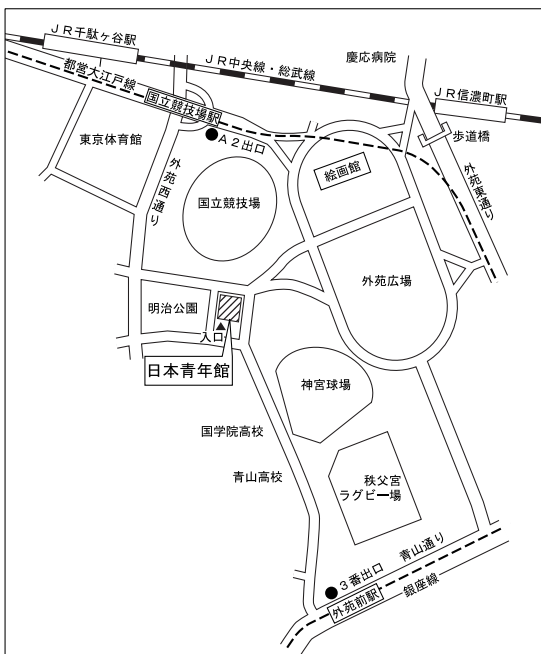 JR千駄ヶ谷駅
慶応病院
JR中央線・総武線
都営大江戸線
JR信濃町駅
国立競技場駅
歩道橋
東京体育館
A2出口
外苑西通り
絵画館
外苑東通り
国立競技場
外苑広場
明治公園
入口
日本青年館
神宮球場
国学院高校
青山高校
秩父宮
ラグビー場
青山通り
3番出口
銀座線
外苑前駅